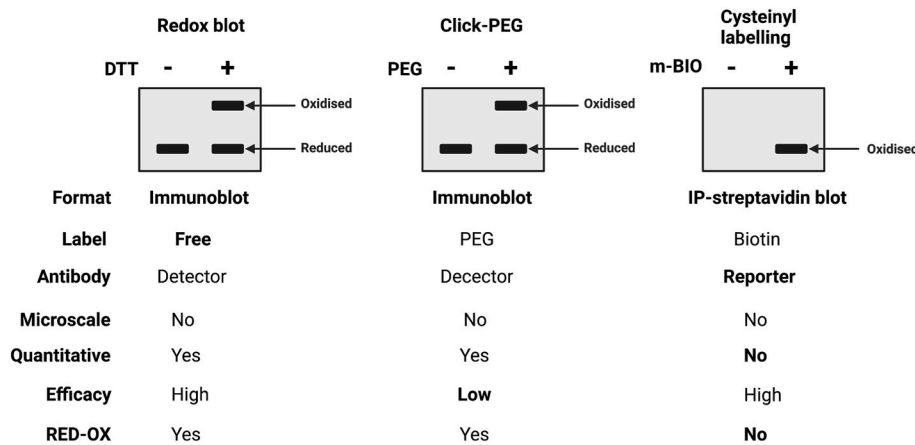 Redox blot Click-PEG Cysteinyl
labelling
DTT - + PEG - + m-BIO - +
Oxidised Oxidised
Reduced Reduced Oxidised
Format Immunoblot Immunoblot IP-streptavidin blot
Label Free PEG Biotin
Antibody Detector Decector Reporter
Microscale No No No
Quantitative Yes Yes No
Efficacy High Low High
RED-OX Yes Yes No